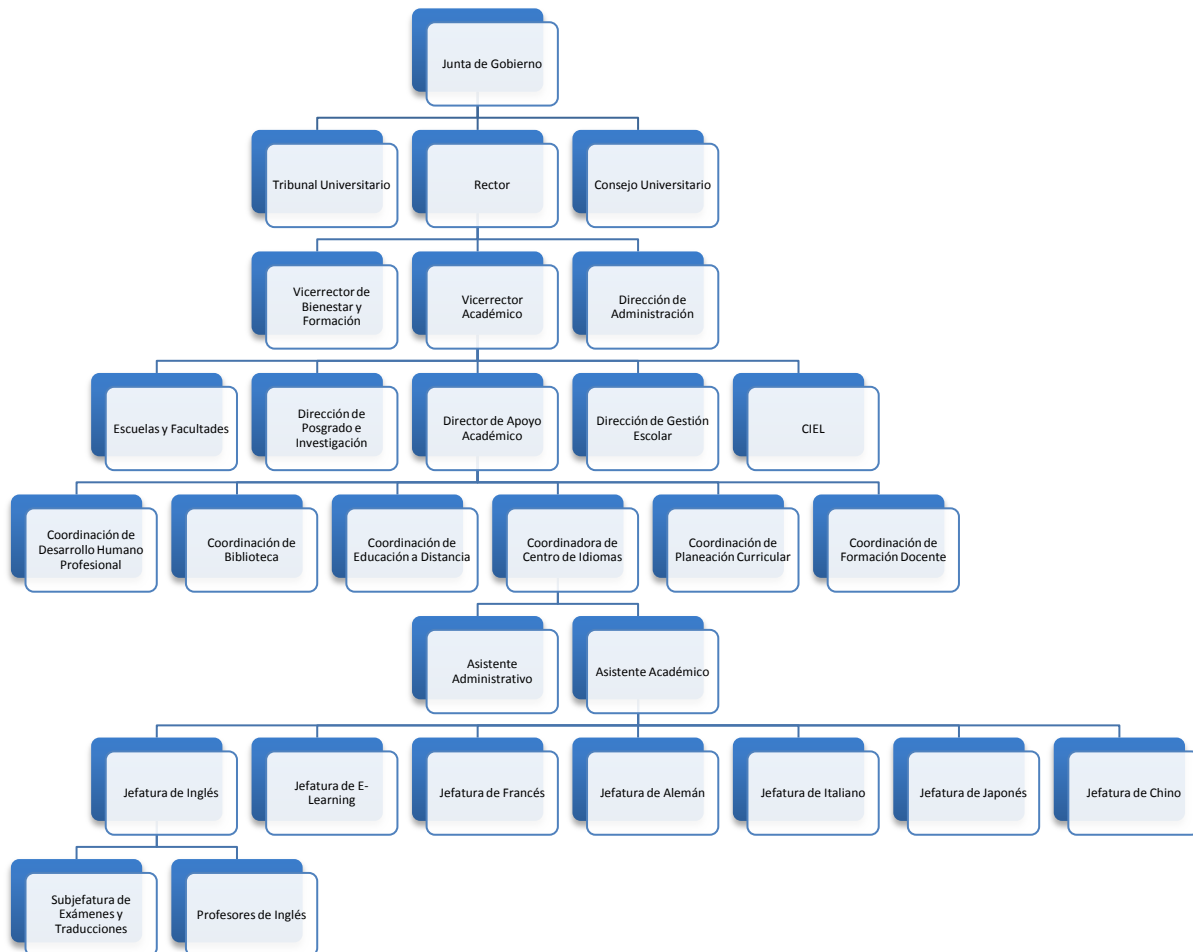 Junta de Gobierno
Tribunal Universitario
Rector
Consejo Universitario
Vicerrector de
Bienestar y
Formación
Vicerrector
Académico
Dirección de
Administración
Escuelas y Facultades
Dirección de
Posgrado e
Investigación
Director de Apoyo
Académico
Dirección de Gestión
Escolar
CIEL
Coordinación de
Desarrollo Humano
Profesional
Coordinación de
Biblioteca
Coordinación de
Educación a Distancia
Coordinadora de
Centro de Idiomas
Coordinación de
Planeación Curricular
Coordinación de
Formación Docente
Asistente
Administrativo
Asistente Académico
Jefatura de Inglés
Jefatura de E-
Learning
Jefatura de Francés
Jefatura de Alemán
Jefatura de Italiano
Jefatura de Japonés
Jefatura de Chino
Subjefatura de
Exámenes y
Traducciones
Profesores de Inglés